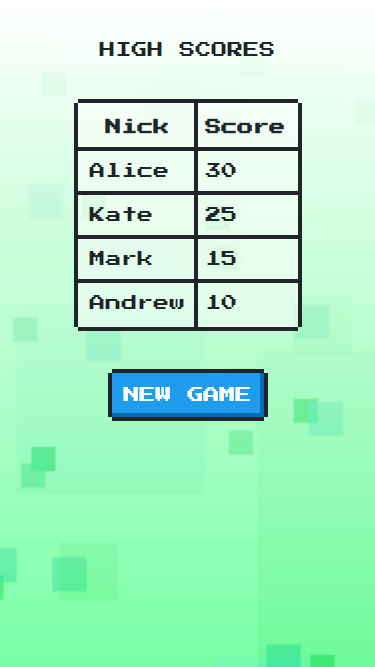 HIGH SCORES
Nick Score
Alice 30
Kate 25
Mark 15
Andrew 10
NEW GAME